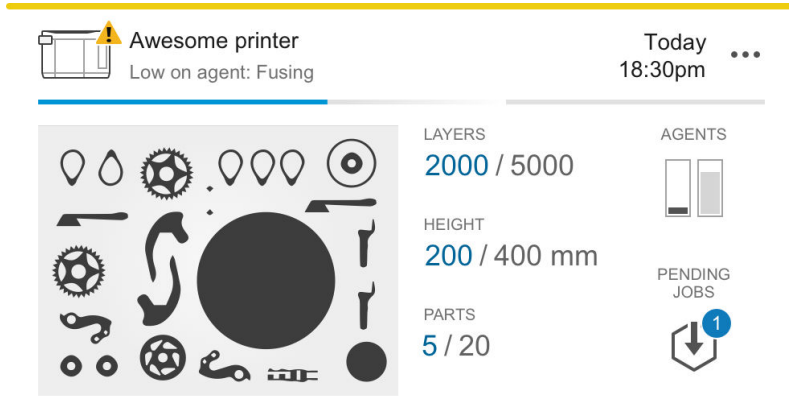 Awesome printer
Low on agent: Fusing
Today
18:30pm
LAYERS
2000 / 5000
HEIGHT
200 / 400 mm
PARTS
5 / 20
AGENTS
PENDING
JOBS
1